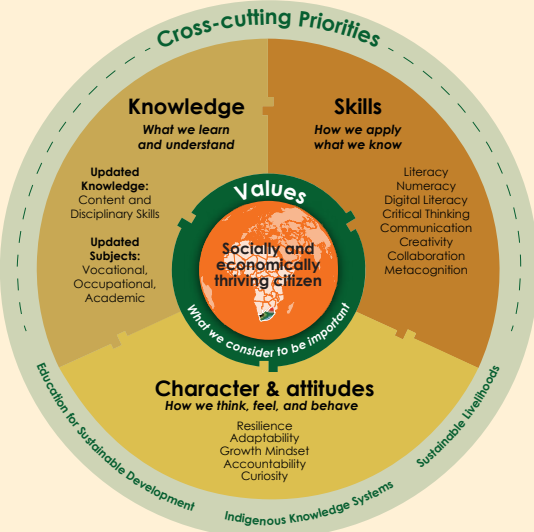 Cross-cutting Priorities
Knowledge
What we learn
and understand
Updated
Knowledge:
Content and
Disciplinary Skills
Updated
Subjects:
Vocational,
Occupational,
Academic
Skills
How we apply
what we know
Literacy
Numeracy
Digital Literacy
Critical Thinking
Communication
Creativity
Collaboration
Metacognition
Values
Socially and
economically
thriving citizen
What we consider to be important
Character & attitudes
How we think, feel, and behave
Resilience
Adaptability
Growth Mindset
Accountability
Curiosity
Education for Sustainable Development
Indigenous Knowledge Systems
Sustainable Livelihoods